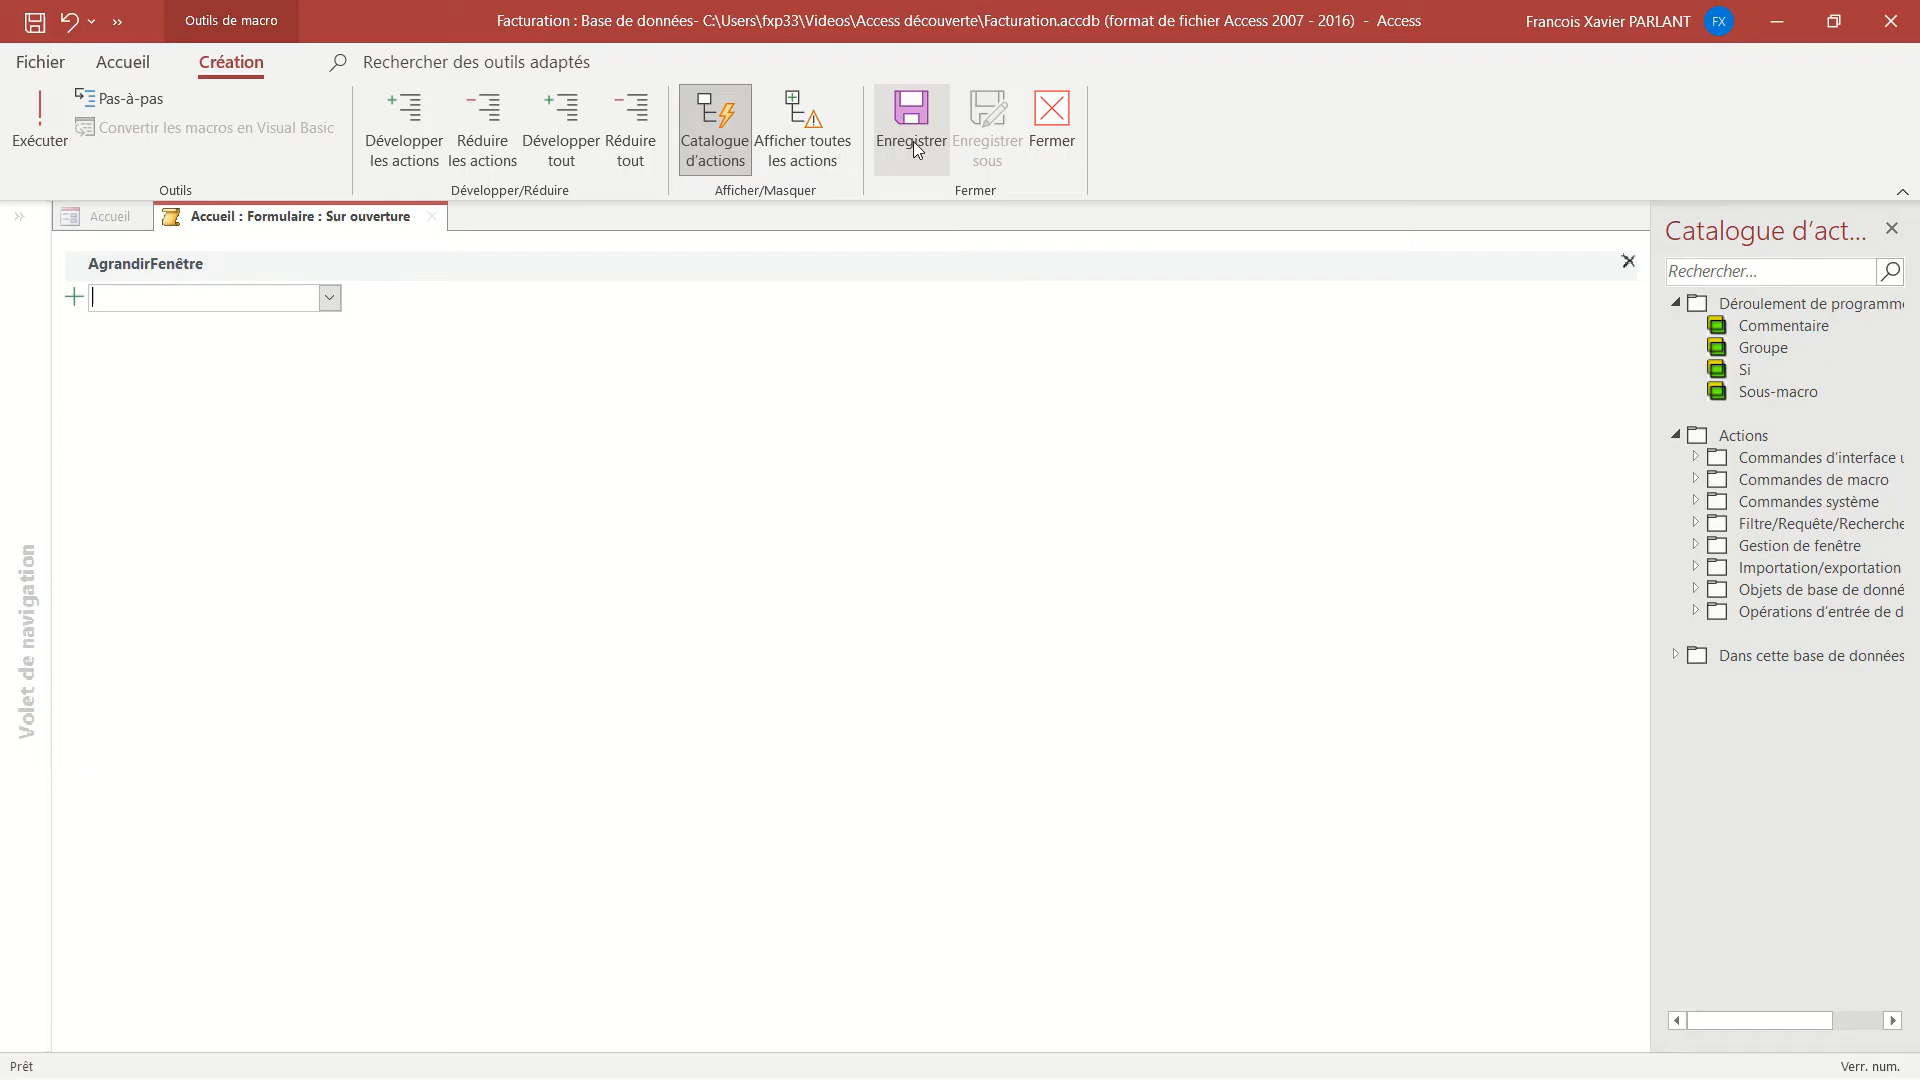 Outils de macro
Facturation : Base de données- C:\Users\fxp33\Videos\Access découverte\Facturation.accdb (format de fichier Access 2007 - 2016) - Access
Francois Xavier PARLANT
FX
Fichier
Accueil
Création
Rechercher des outils adaptés
Exécuter
Pas-à-pas
Convertir les macros en Visual Basic
Outils
Développer
les actions
Réduire
les actions
Développer
tout
Réduire
tout
Développer/Réduire
Catalogue
d'actions
Afficher toutes
les actions
Afficher/Masquer
Enregistrer
Enregistrer
sous
Fermer
Fermer
Accueil
Accueil : Formulaire : Sur ouverture
Volet de navigation
AgrandirFenêtre
Catalogue d'act...
Rechercher...
Déroulement de programme
Commentaire
Groupe
Si
Sous-macro
Actions
Commandes d'interface u
Commandes de macro
Commandes système
Filtre/Requête/Recherche
Gestion de fenêtre
Importation/exportation
Objets de base de donné
Opérations d'entrée de d
Dans cette base de données
Prêt
Verr. num.